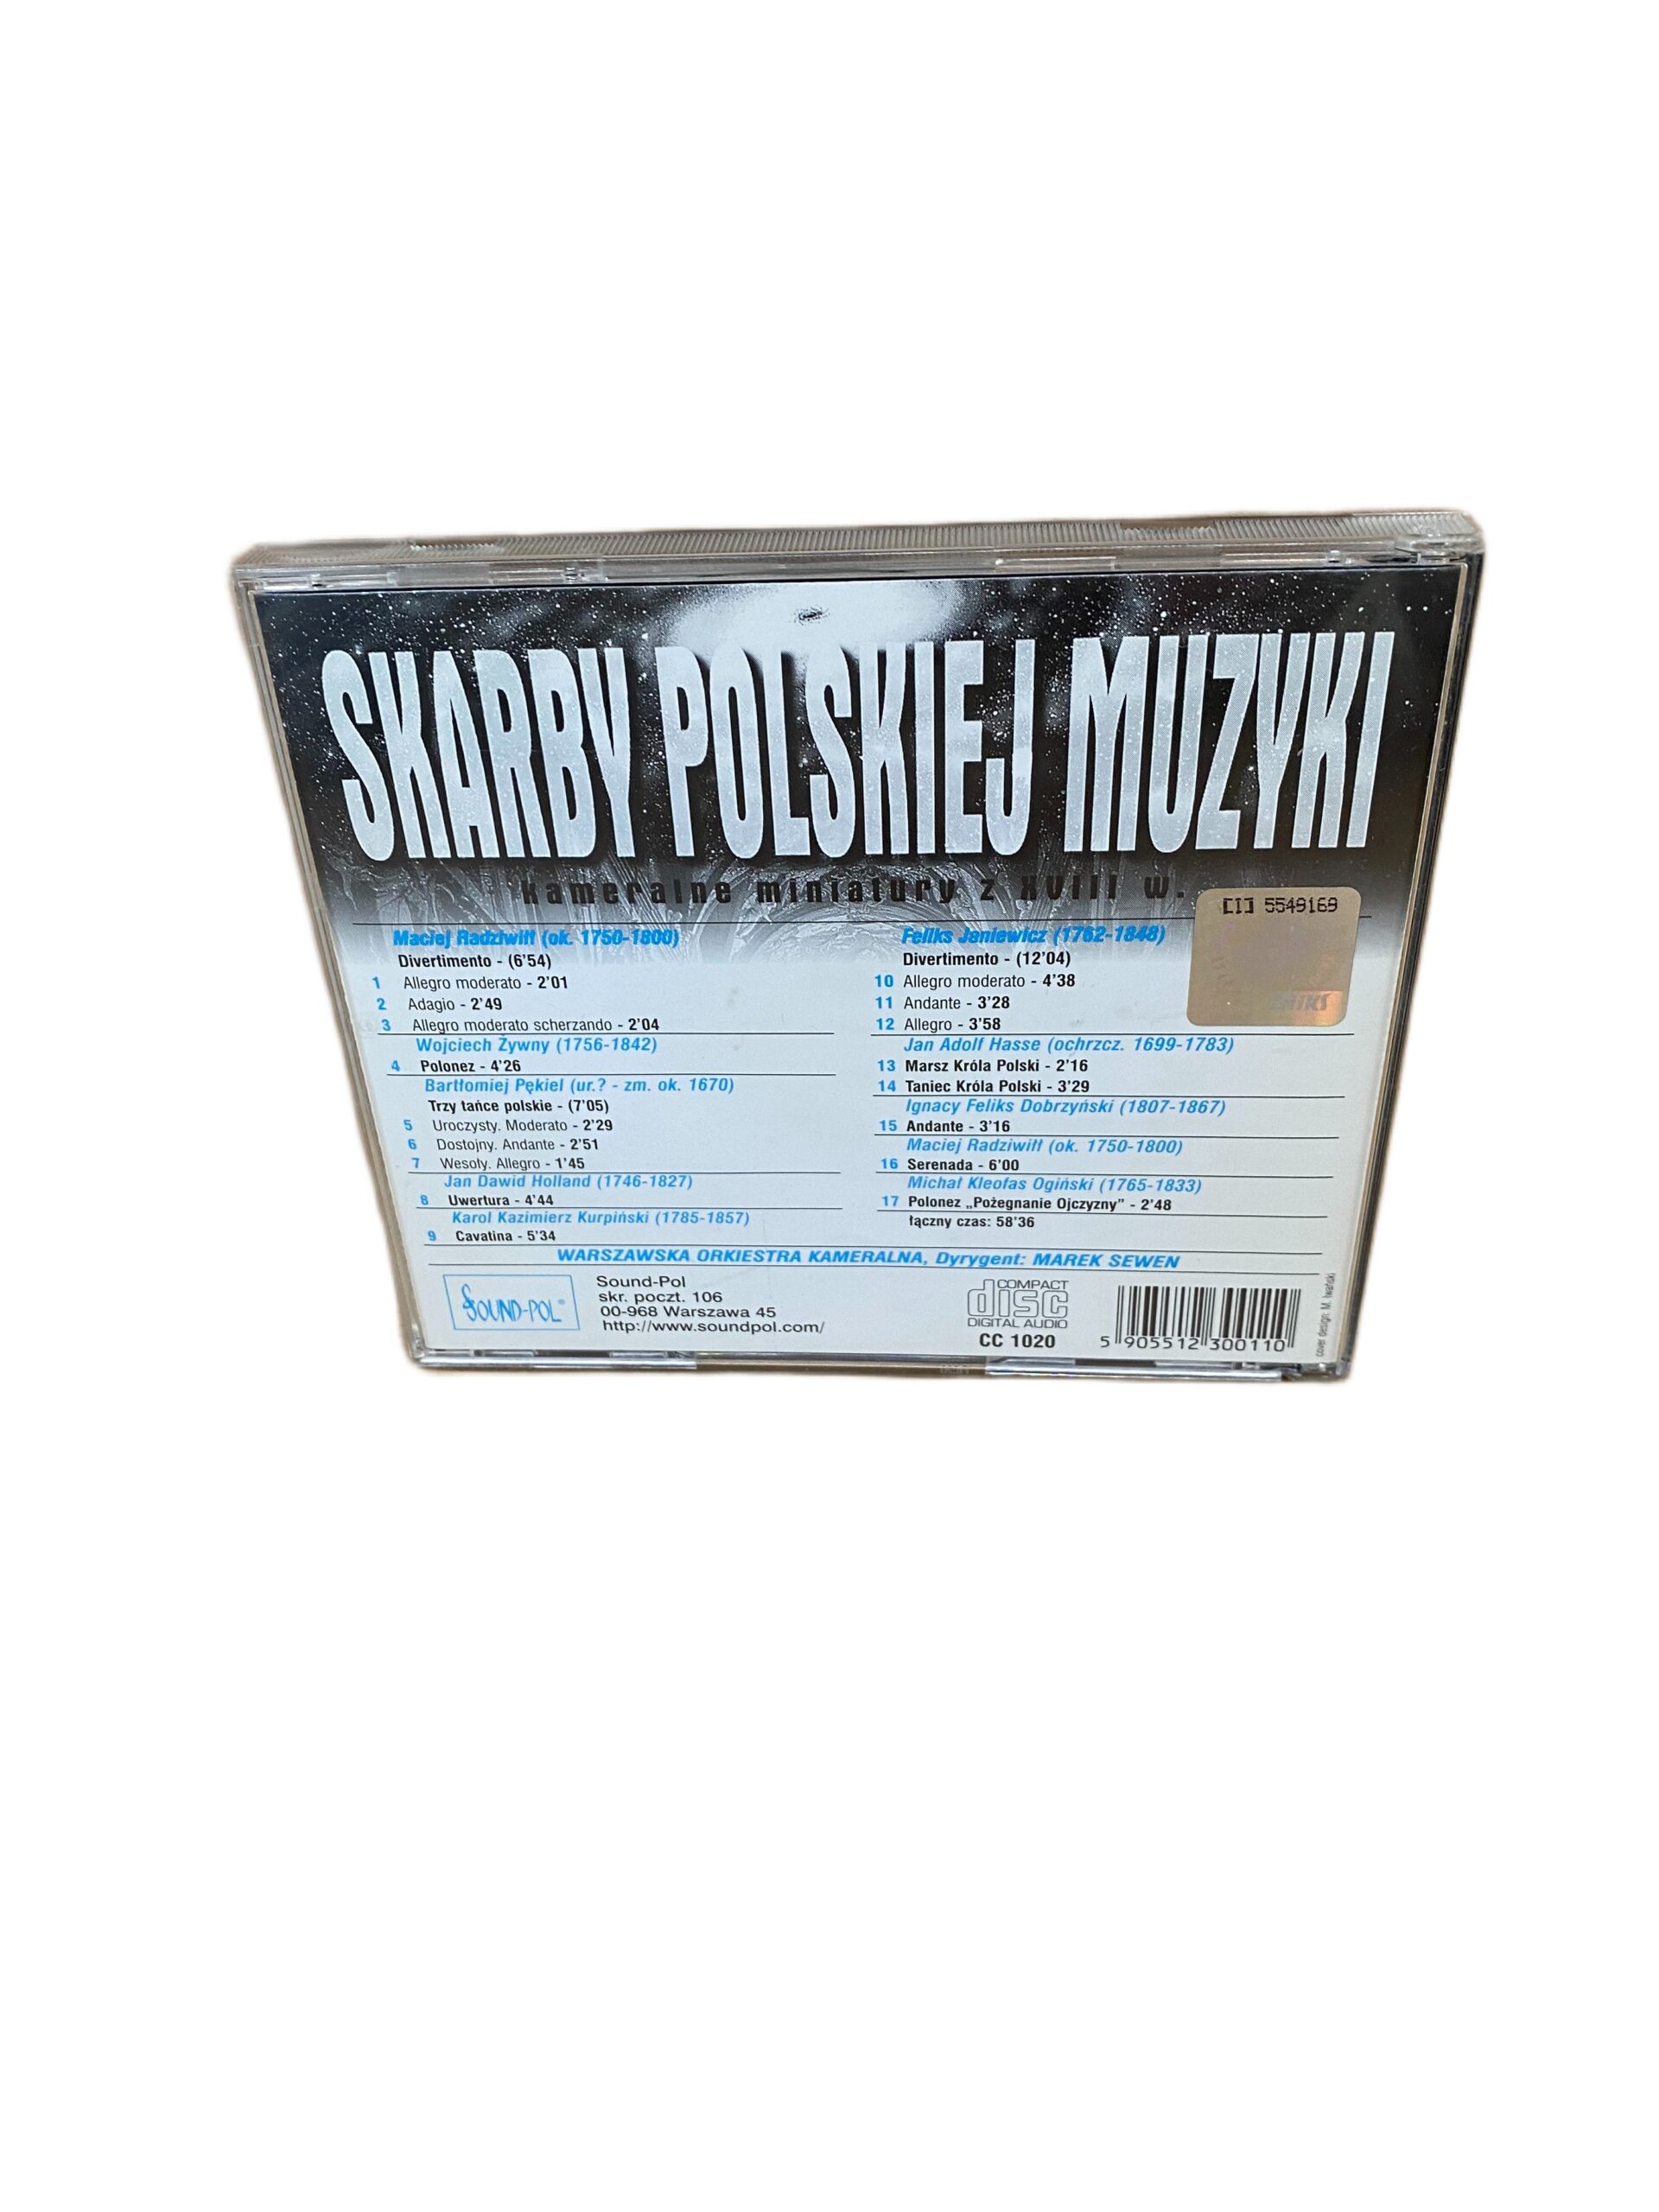 SKARBY POLSKIEJ MUZYKI
kameralne miniatury z XVIII w.
[I] 5549169
Maciej Radziwiłł (ok. 1750-1800)
Divertimento - (6'54)
1 Allegro moderato - 2'01
2 Adagio - 2'49
3 Allegro moderato scherzando - 2'04
Wojciech Żywny (1756-1842)
4 Polonez - 4'26
Bartłomiej Pękiel (ur.? - zm. ok. 1670)
Trzy tańce polskie - (7'05)
5 Uroczysty. Moderato - 2'29
6 Dostojny. Andante - 2'51
7 Wesoły. Allegro - 1'45
Jan Dawid Holland (1746-1827)
8 Uwertura - 4'44
Karol Kazimierz Kurpiński (1785-1857)
9 Cavatina - 5'34
Feliks Janiewicz (1762-1848)
Divertimento - (12'04)
10 Allegro moderato - 4'38
11 Andante - 3'28
12 Allegro - 3'58
Jan Adolf Hasse (ochrzcz. 1699-1783)
13 Marsz Króla Polski - 2'16
14 Taniec Króla Polski - 3'29
Ignacy Feliks Dobrzyński (1807-1867)
15 Andante - 3'16
Maciej Radziwiłł (ok. 1750-1800)
16 Serenada - 6'00
Michał Kleofas Ogiński (1765-1833)
17 Polonez „Pożegnanie Ojczyzny" - 2'48
łączny czas: 58'36
WARSZAWSKA ORKIESTRA KAMERALNA, Dyrygent: MAREK SEWEN
SOUND-POL®
Sound-Pol
skr. poczt. 106
00-968 Warszawa 45
http://www.soundpol.com/
COMPACT
disc
DIGITAL AUDIO
CC 1020
5 905512 300110
cover design: M. Iwański